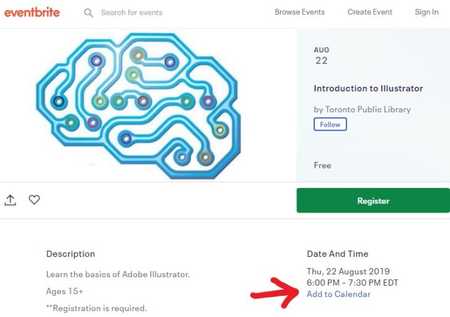 eventbrite
Search for events
Browse Events
Create Event
Sign In
AUG
22
Introduction to Illustrator
by Toronto Public Library
Follow
Free
Register
Description
Learn the basics of Adobe Illustrator.
Ages 15+
**Registration is required.
Date And Time
Thu, 22 August 2019
6:00 PM – 7:30 PM EDT
Add to Calendar